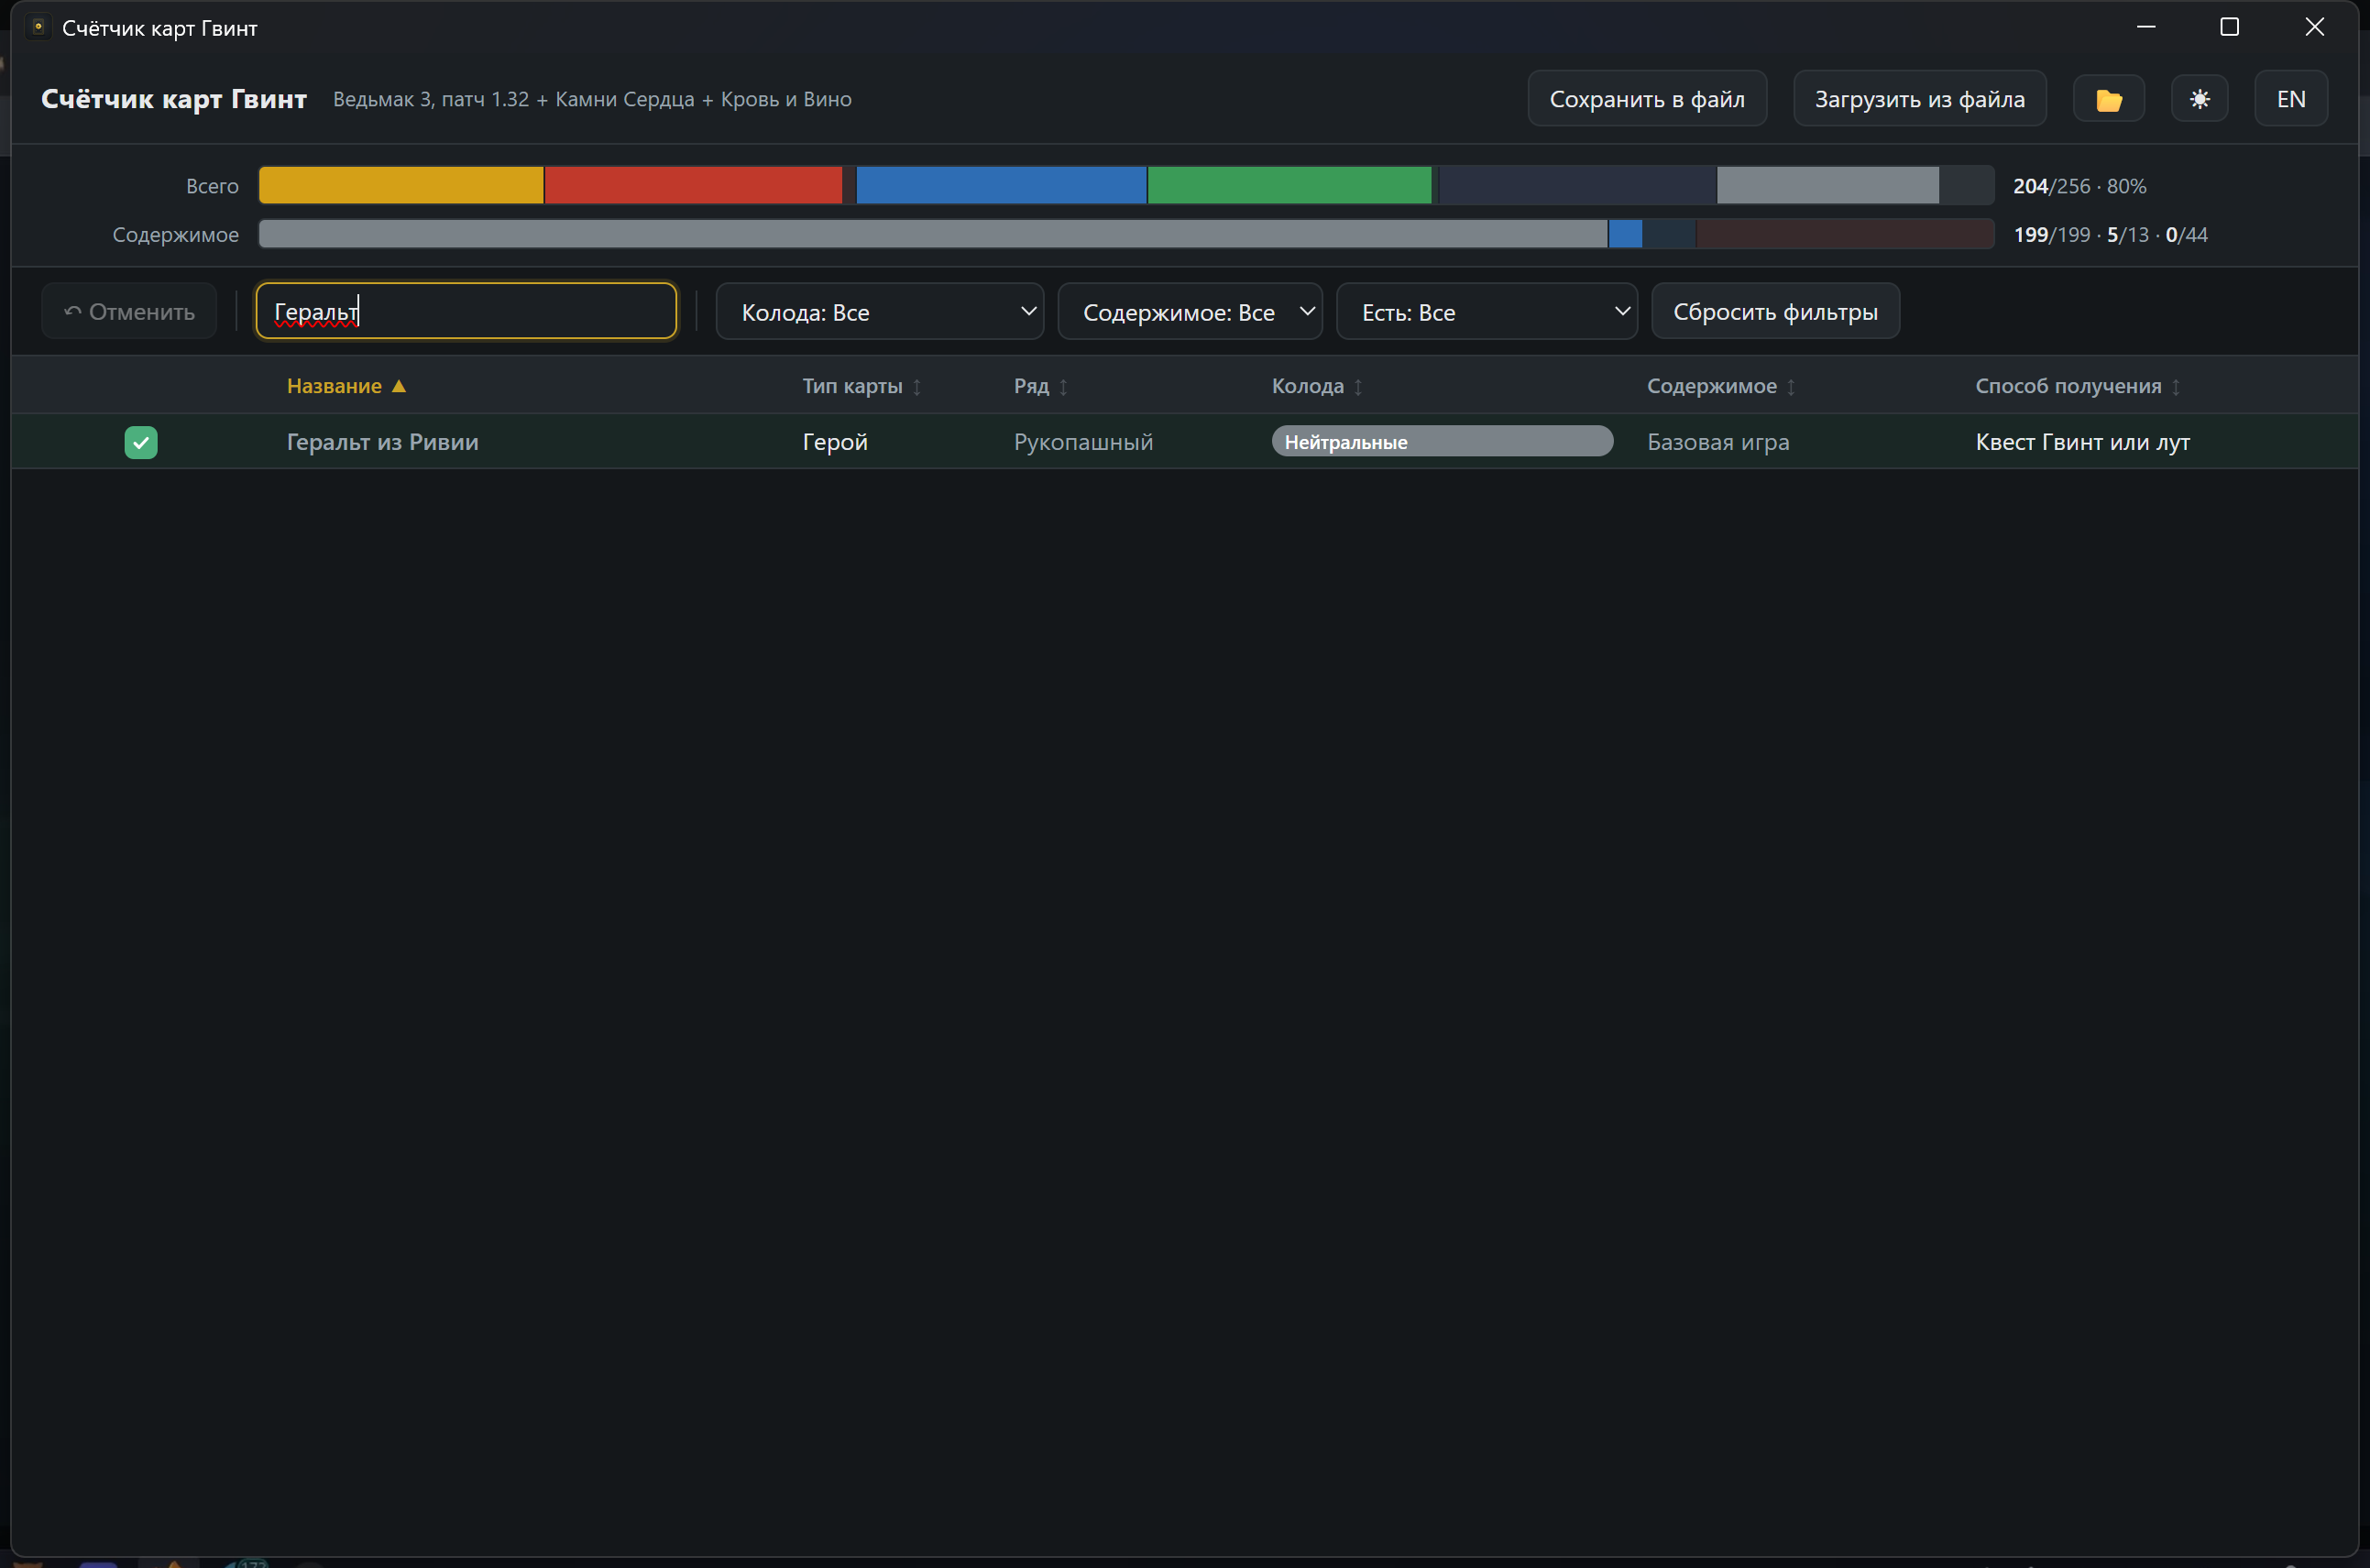 Счётчик карт Гвинт
Счётчик карт Гвинт Ведьмак 3, патч 1.32 + Камни Сердца + Кровь и Вино Сохранить в файл Загрузить из файла EN
Всего 204/256 · 80%
Содержимое 199/199 · 5/13 · 0/44
Отменить Геральт Колода: Все Содержимое: Все Есть: Все Сбросить фильтры
Название Тип карты Ряд Колода Содержимое Способ получения
Геральт из Ривии Герой Рукопашный Нейтральные Базовая игра Квест Гвинт или лут